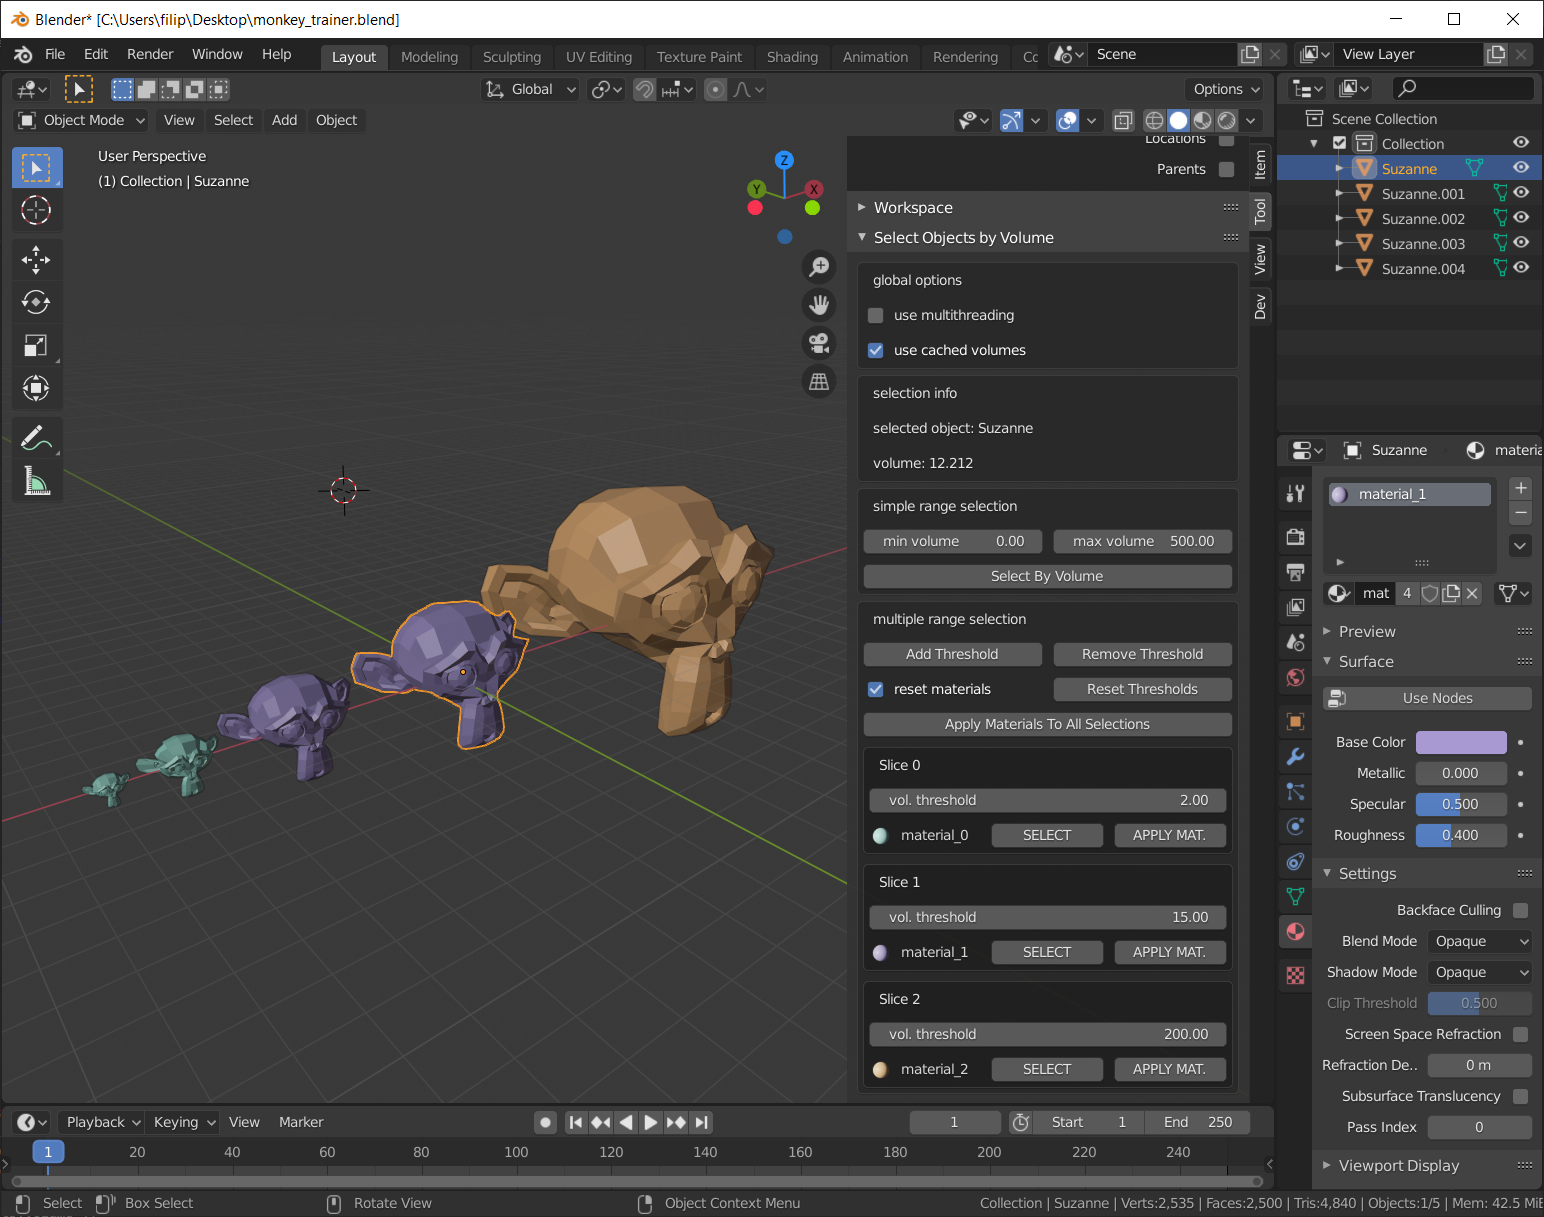 Blender* [C:\Users\filip\Desktop\monkey_trainer.blend]
File Edit Render Window Help Layout Modeling Sculpting UV Editing Texture Paint Shading Animation Rendering Cc Scene View Layer
Global Options
Object Mode View Select Add Object
User Perspective
(1) Collection | Suzanne
Z
Y X
Locations
Parents
Workspace
Select Objects by Volume
global options
use multithreading
use cached volumes
selection info
selected object: Suzanne
volume: 12.212
simple range selection
min volume 0.00 max volume 500.00
Select By Volume
multiple range selection
Add Threshold Remove Threshold
reset materials Reset Thresholds
Apply Materials To All Selections
Slice 0
vol. threshold 2.00
material_0 SELECT APPLY MAT.
Slice 1
vol. threshold 15.00
material_1 SELECT APPLY MAT.
Slice 2
vol. threshold 200.00
material_2 SELECT APPLY MAT.
Item
Tool
View
Dev
Scene Collection
Collection
Suzanne
Suzanne.001
Suzanne.002
Suzanne.003
Suzanne.004
Suzanne materia
material_1
mat 4
Preview
Surface
Use Nodes
Base Color
Metallic 0.000
Specular 0.500
Roughness 0.400
Settings
Backface Culling
Blend Mode Opaque
Shadow Mode Opaque
Clip Threshold 0.500
Screen Space Refraction
Refraction De.. 0 m
Subsurface Translucency
Pass Index 0
Viewport Display
Playback Keying View Marker 1 Start 1 End 250
1 20 40 60 80 100 120 140 160 180 200 220 240
Select Box Select Rotate View Object Context Menu Collection | Suzanne | Verts:2,535 | Faces:2,500 | Tris:4,840 | Objects:1/5 | Mem: 42.5 MiE